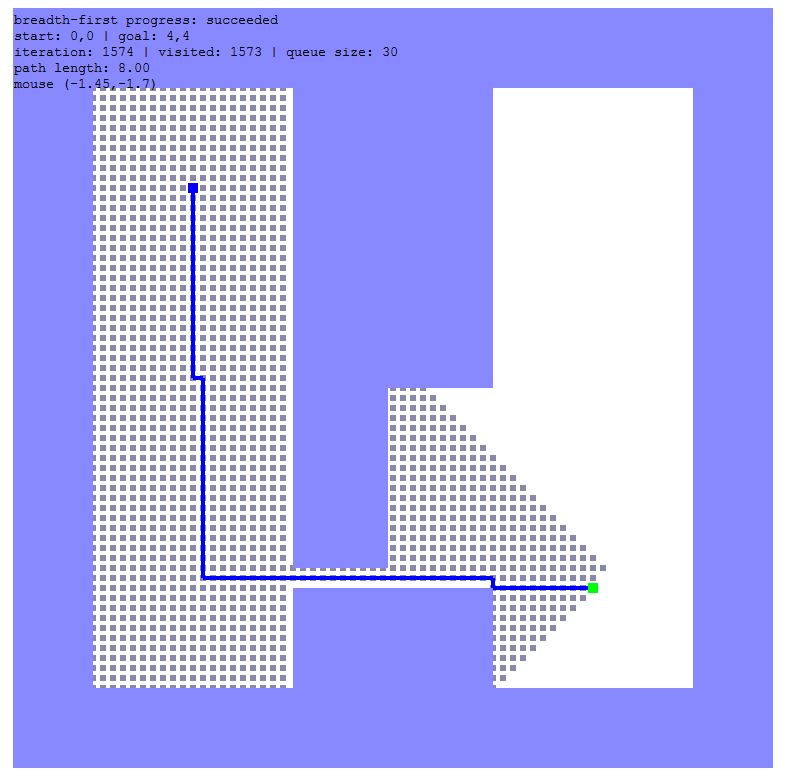 breadth-first progress: succeeded
start: 0,0 | goal: 4,4
iteration: 1574 | visited: 1573 | queue size: 30
path length: 8.00
mouse (-1.45,-1.7)